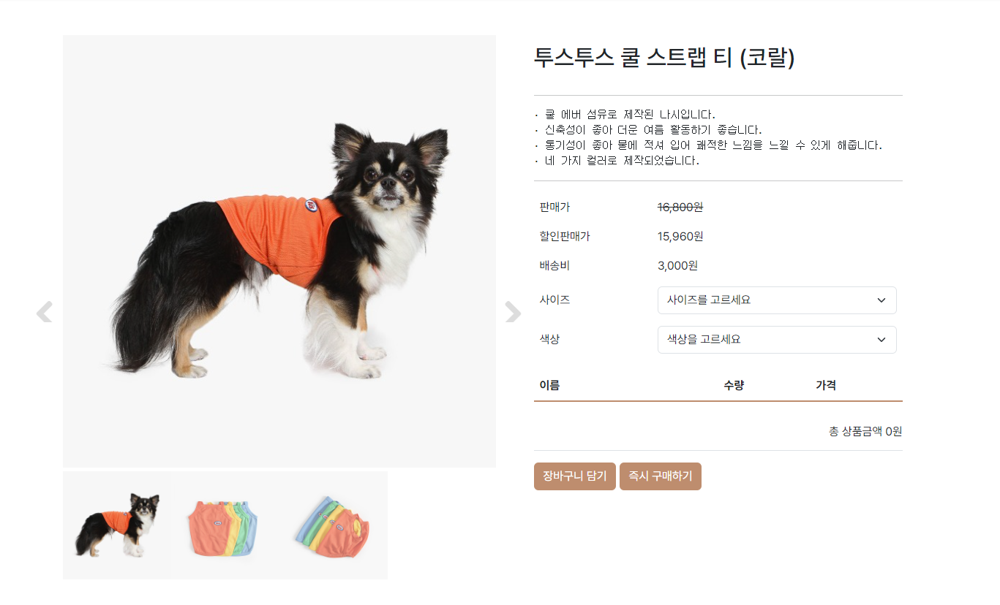 투스투스 쿨 스트랩 티 (코랄)
· 쿨 에버 섬유로 제작된 나시입니다.
· 신축성이 좋아 더운 여름 활동하기 좋습니다.
· 통기성이 좋아 물에 적셔 입어 쾌적한 느낌을 느낄 수 있게 해줍니다.
· 네 가지 컬러로 제작되었습니다.
판매가 16,800원
할인판매가 15,960원
배송비 3,000원
사이즈 사이즈를 고르세요
색상 색상을 고르세요
이름 수량 가격
총 상품금액 0원
장바구니 담기 즉시 구매하기